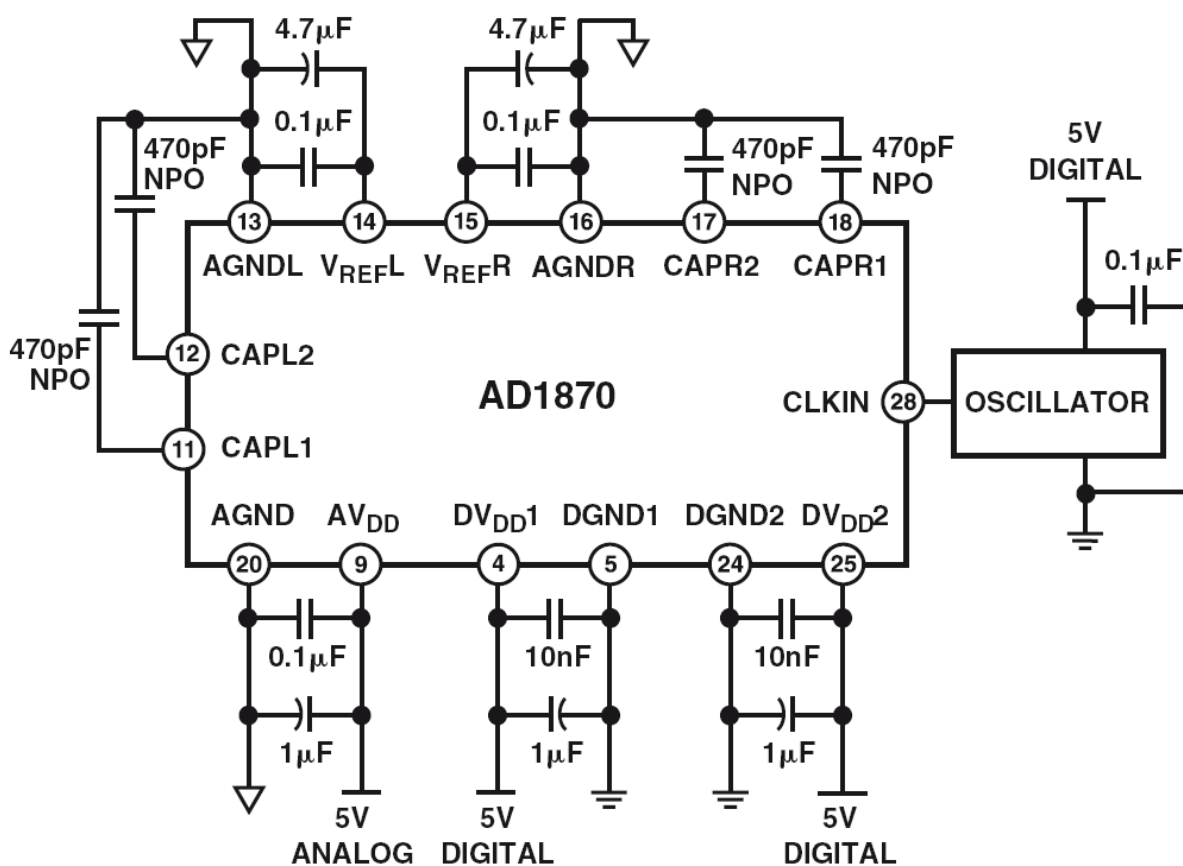 4.7μF
4.7μF
0.1μF
0.1μF
470pF
NPO
470pF
NPO
470pF
NPO
5V
DIGITAL
13
14
15
16
17
18
AGNDL
VREFL
VREFR
AGNDR
CAPR2
CAPR1
0.1μF
470pF
NPO
12
CAPL2
11
CAPL1
AD1870
CLKIN
28
OSCILLATOR
AGND
AVDD
DVDD1
DGND1
DGND2
DVDD2
20
9
4
5
24
25
0.1μF
10nF
10nF
1μF
1μF
1μF
5V
ANALOG
5V
DIGITAL
5V
DIGITAL